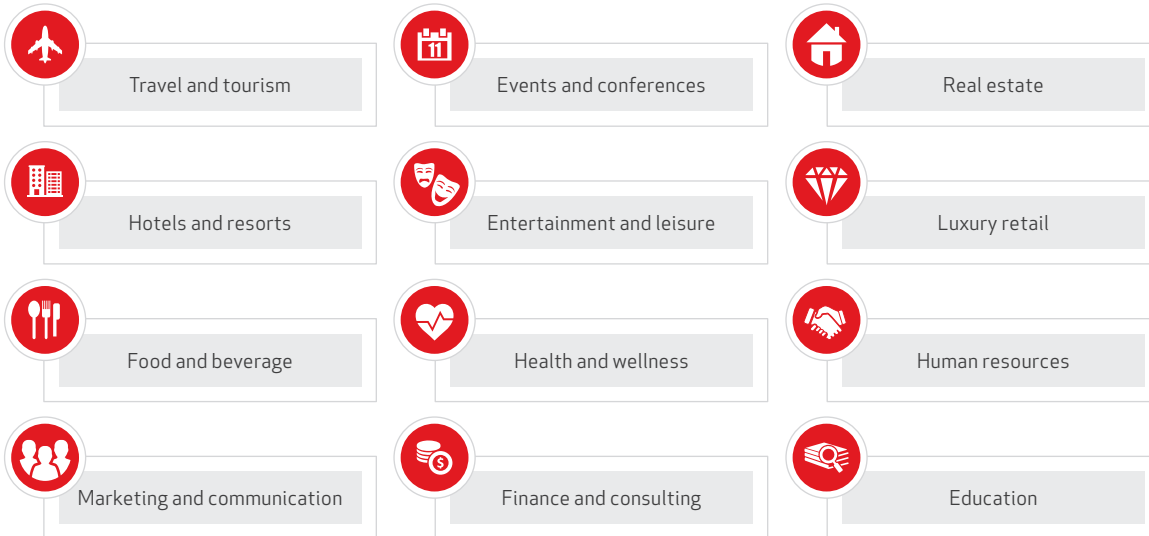 11
Travel and tourism
Events and conferences
Real estate
Hotels and resorts
Entertainment and leisure
Luxury retail
Food and beverage
Health and wellness
Human resources
$
Marketing and communication
Finance and consulting
Education